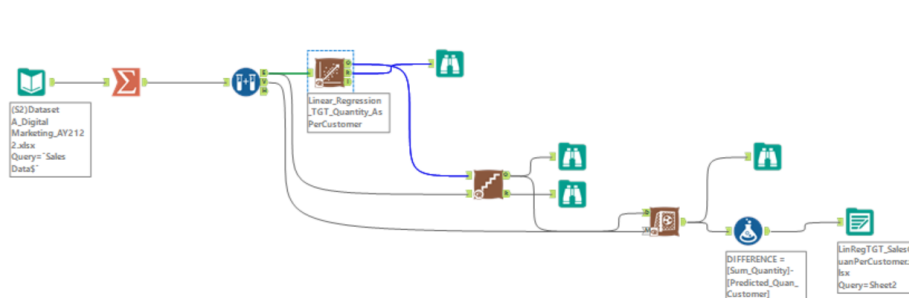 Linear_Regression
_TGT_Quantity_As
PerCustomer
(S2)Dataset
A_Digital
Marketing_AY212
2.xlsx
Query=`Sales
Data$`
DIFFERENCE =
[Sum_Quantity]-
[Predicted_Quan_
Customer]
LinRegTGT_Sales
uanPerCustomer.
lsx
Query=Sheet2